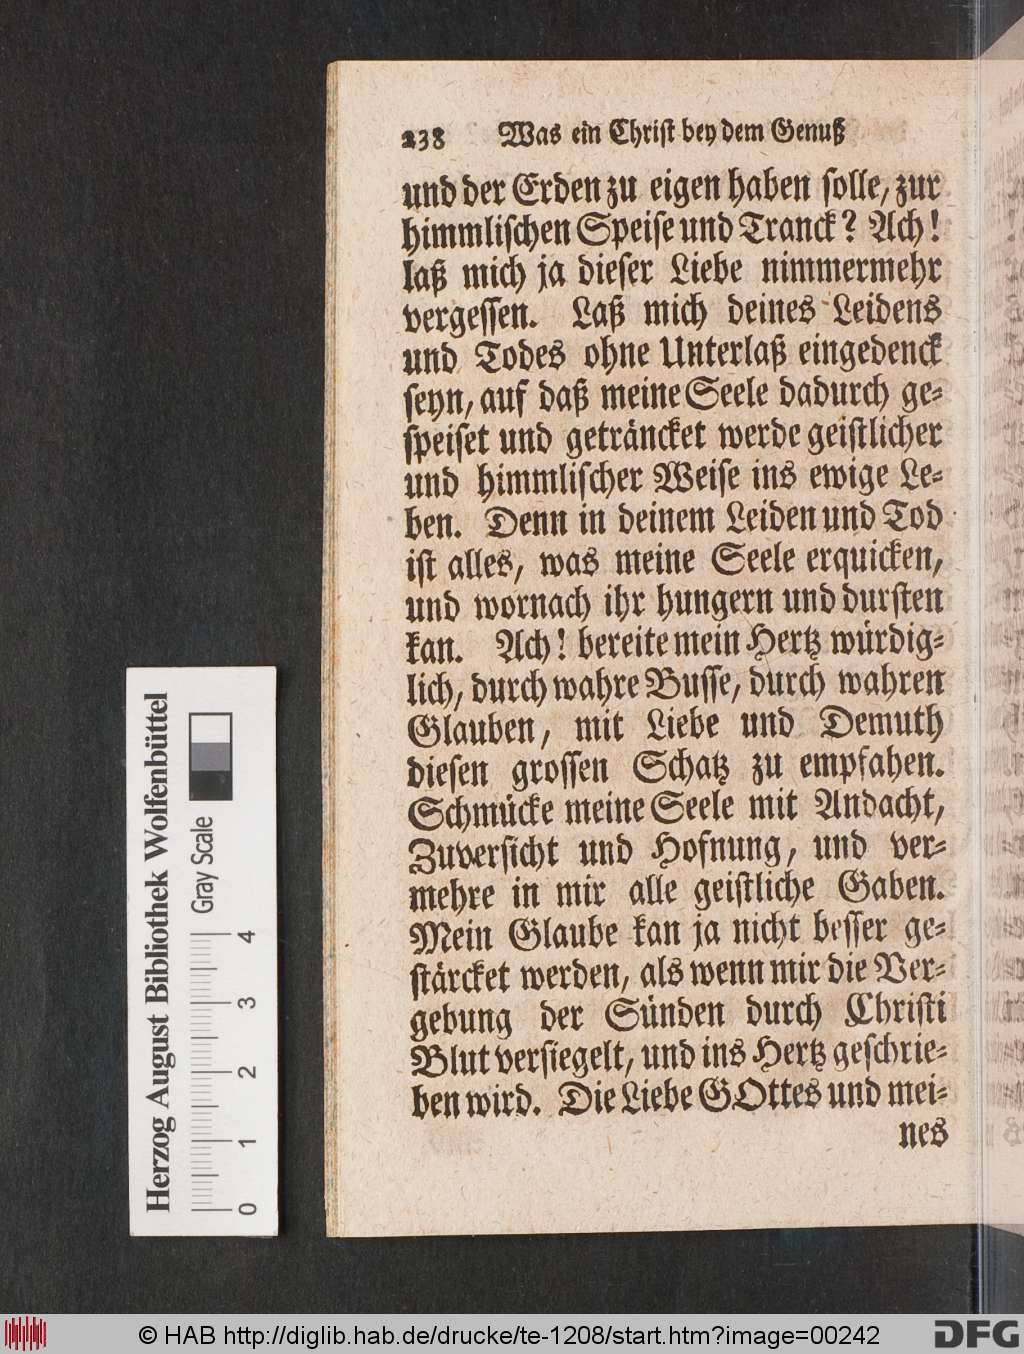 238 Was ein Christ bey dem Genuß
und der Erden zu eigen haben solle, zur
himmlischen Speise und Tranck? Ach!
laß mich ja dieser Liebe nimmermehr
vergessen. Laß mich deines Leidens
und Todes ohne Unterlaß eingedenck
seyn, auf daß meine Seele dadurch ge-
speiset und geträncket werde geistlicher
und himmlischer Weise ins ewige Le-
ben. Denn in deinem Leiden und Tod
ist alles, was meine Seele erquicken,
und wornach ihr hungern und dursten
kan. Ach! bereite mein Hertz würdig-
lich, durch wahre Busse, durch wahren
Glauben, mit Liebe und Demuth
diesen grossen Schatz zu empfahen.
Schmücke meine Seele mit Andacht,
Zuversicht und Hofnung, und ver-
mehre in mir alle geistliche Gaben.
Mein Glaube kan ja nicht besser ge-
stärcket werden, als wenn mir die Ver-
gebung der Sünden durch Christi
Blut versiegelt, und ins Hertz geschrie-
ben wird. Die Liebe GOttes und mei-
nes
Herzog August Bibliothek Wolfenbüttel
Gray Scale
0 1 2 3 4
© HAB http://diglib.hab.de/drucke/te-1208/start.htm?image=00242
DFG